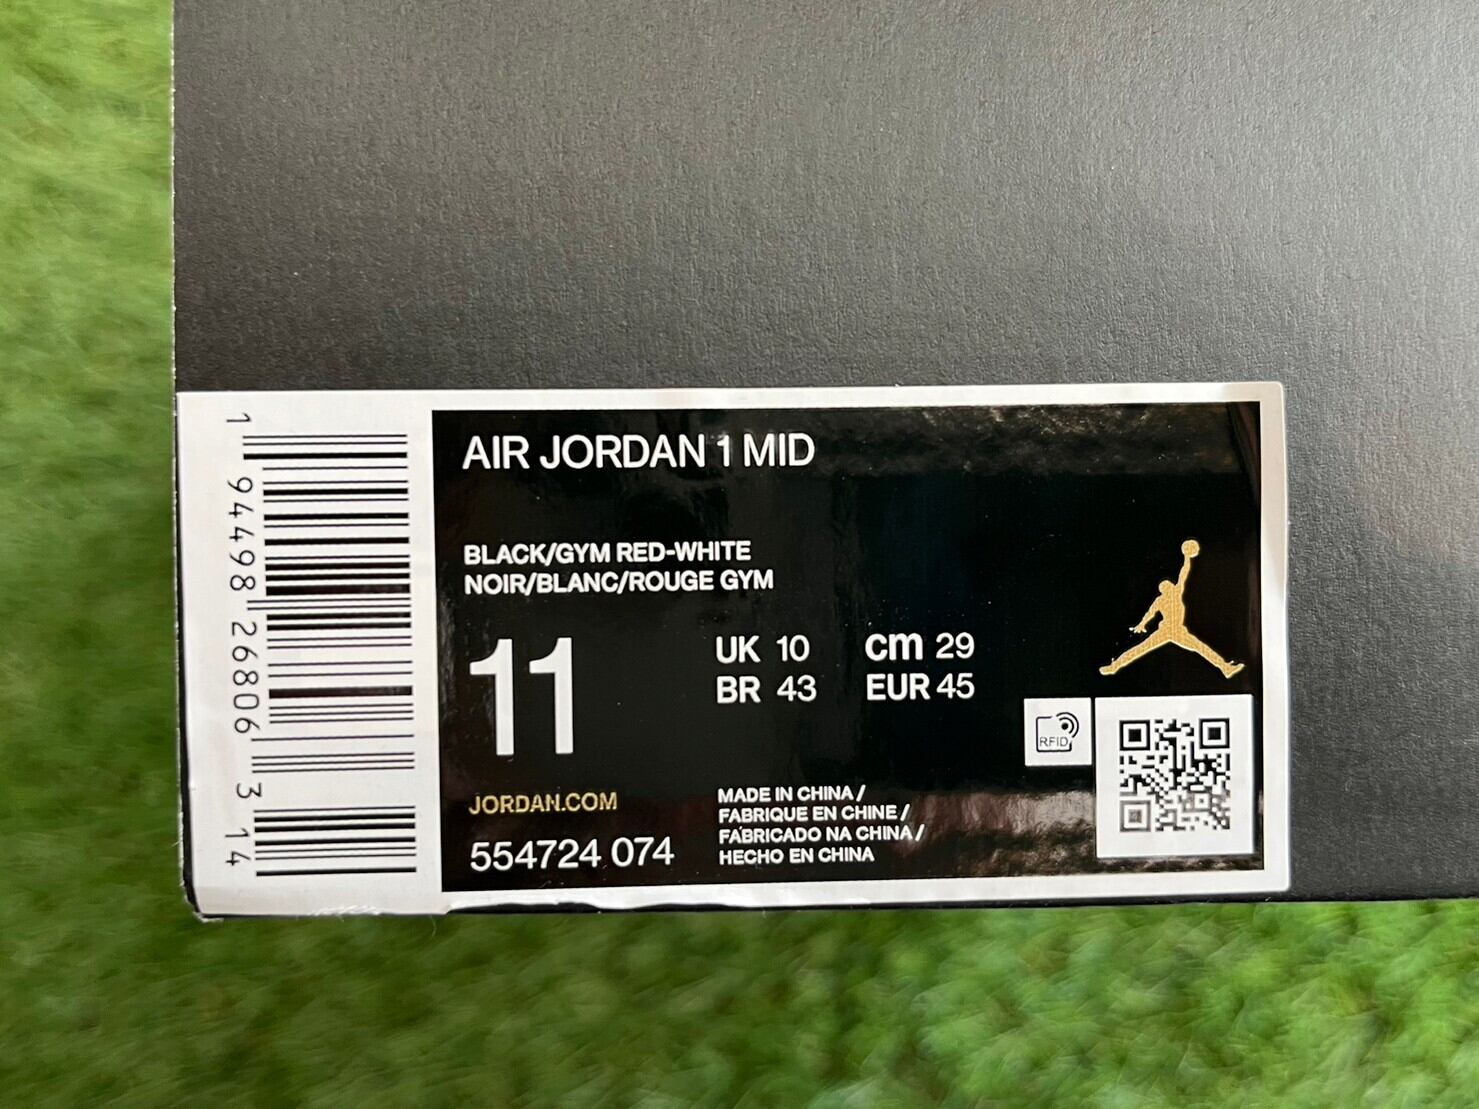 AIR JORDAN 1 MID
BLACK/GYM RED-WHITE
NOIR/BLANC/ROUGE GYM
11
UK 10
cm 29
BR 43
EUR 45
RFID
JORDAN.COM
554724 074
MADE IN CHINA /
FABRIQUE EN CHINE /
FABRICADO NA CHINA /
HECHO EN CHINA
1 94498 26806 3 14